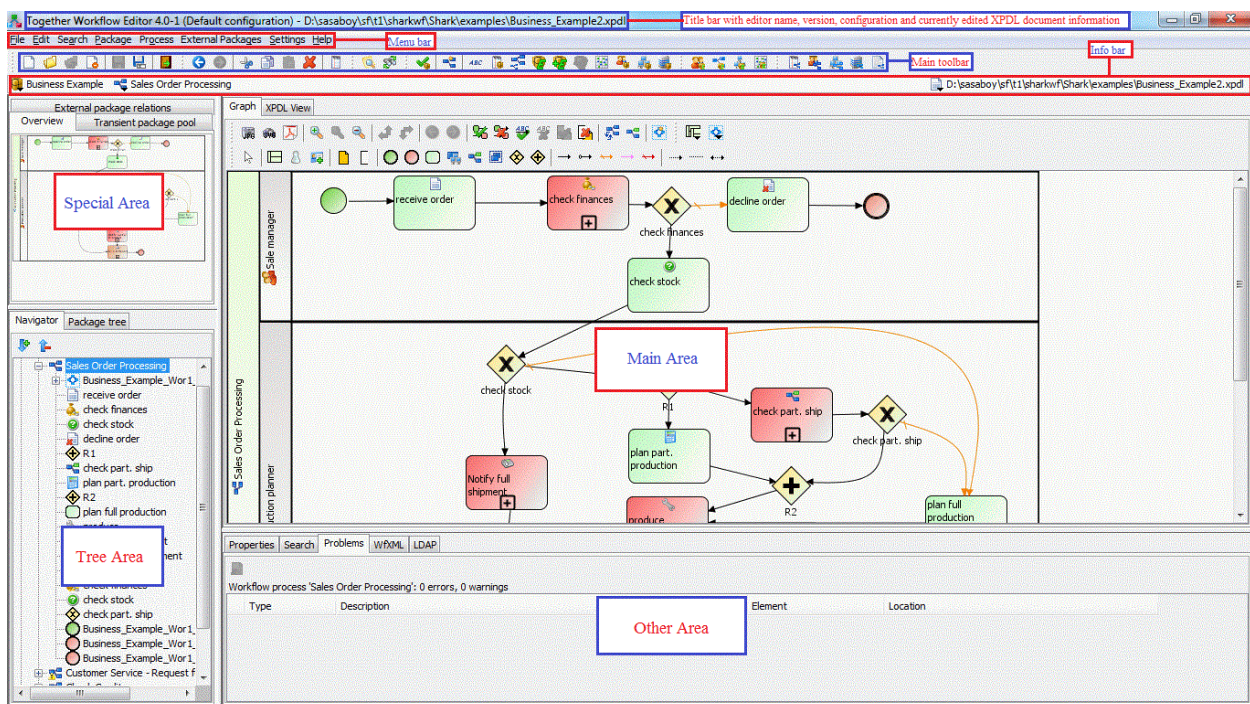 Together Workflow Editor 4.0-1 (Default configuration) - D:\sasaboy\sf\t1\sharkwf\Shark\examples\Business_Example2.xpdl
Title bar with editor name, version, configuration and currently edited XPDL document information
File Edit Search Package Process External Packages Settings Help
Menu bar
Info bar
ABC
Main toolbar
Business Example Sales Order Processing
D:\sasaboy\sf\t1\sharkwf\Shark\examples\Business_Example2.xpdl
External package relations
Overview Transient package pool
Special Area
Graph XPDL View
Sale manager
receive order
check finances
check finances
decline order
check stock
Main Area
Sales Order Processing
uction planner
check stock
R1
check part. ship
check part. ship
plan part.
production
Notify full
shipment
R2
produce
plan full
production
Navigator Package tree
Sales Order Processing
Business_Example_Wor1_
receive order
check finances
check stock
decline order
R1
check part. ship
plan part. production
R2
plan full production
Tree Area
check stock
check part. ship
Business_Example_Wor1_
Business_Example_Wor1_
Business_Example_Wor1_
Customer Service - Request f
Properties Search Problems WfXML LDAP
Workflow process 'Sales Order Processing': 0 errors, 0 warnings
Type Description Element Location
Other Area